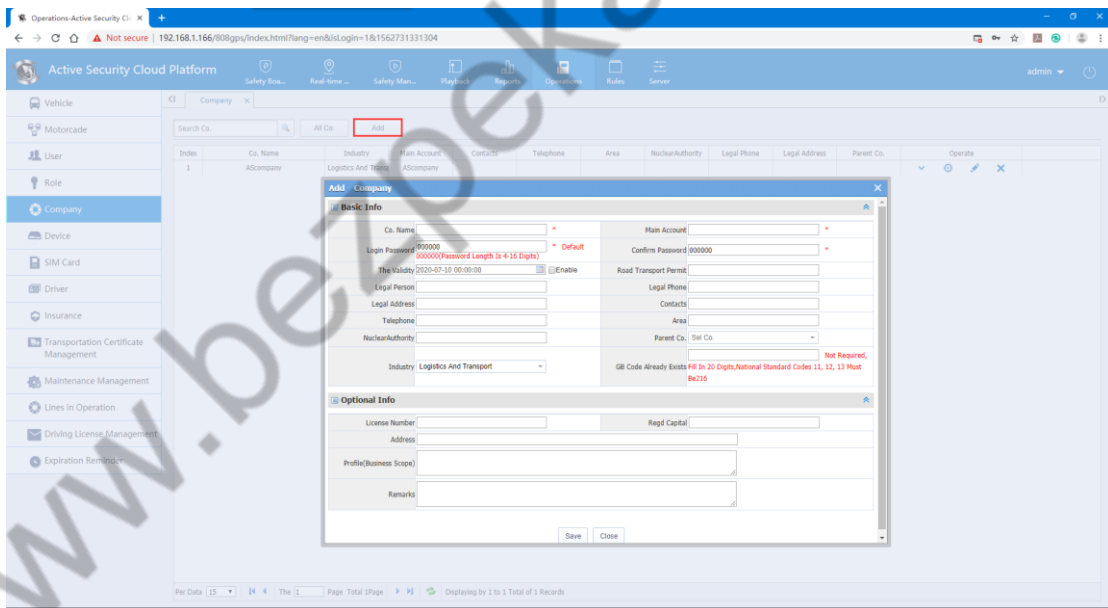 Operations-Active Security Clo × +
Not secure | 192.168.1.166/808gps/index.html?lang=en&isLogin=1&1562731331304
Active Security Cloud Platform
Safety Boa... Real-time ... Safety Man... Playback Reports Operations Rules Server
admin
Vehicle
Motorcade
User
Role
Company
Device
SIM Card
Driver
Insurance
Transportation Certificate
Management
Maintenance Management
Lines in Operation
Driving License Management
Expiration Reminder
Company ×
Search Co. All Co. Add
Index Co. Name Industry Main Account Contacts Telephone Area NuclearAuthority Legal Phone Legal Address Parent Co. Operate
1 AScompany Logistics And Transp AScompany
Add Company
Basic Info
Co. Name * Main Account *
Login Password 000000 * Default
000000(Password Length Is 4-16 Digits)
Confirm Password 000000 *
The Validity 2020-07-10 00:00:00 Enable Road Transport Permit
Legal Person Legal Phone
Legal Address Contacts
Telephone Area
NuclearAuthority Parent Co. Sel Co.
Industry Logistics And Transport
GB Code Already Exists Not Required,
Fill In 20 Digits,National Standard Codes 11, 12, 13 Must
Be216
Optional Info
License Number Regd Capital
Address
Profile(Business Scope)
Remarks
Save Close
Per Data 15 The 1 Page Total 1Page Displaying by 1 to 1 Total of 1 Records